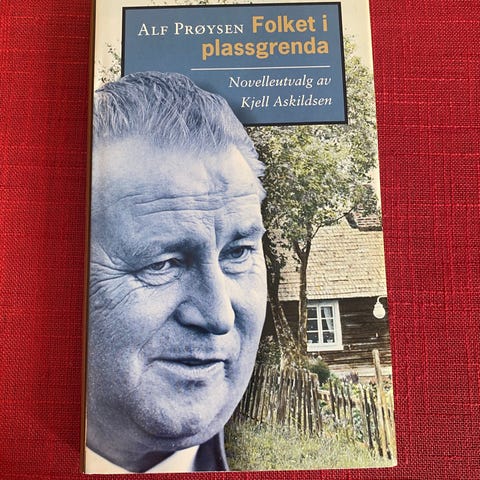 ALF PRØYSEN Folket i
plassgrenda
Novelleutvalg av
Kjell Askildsen